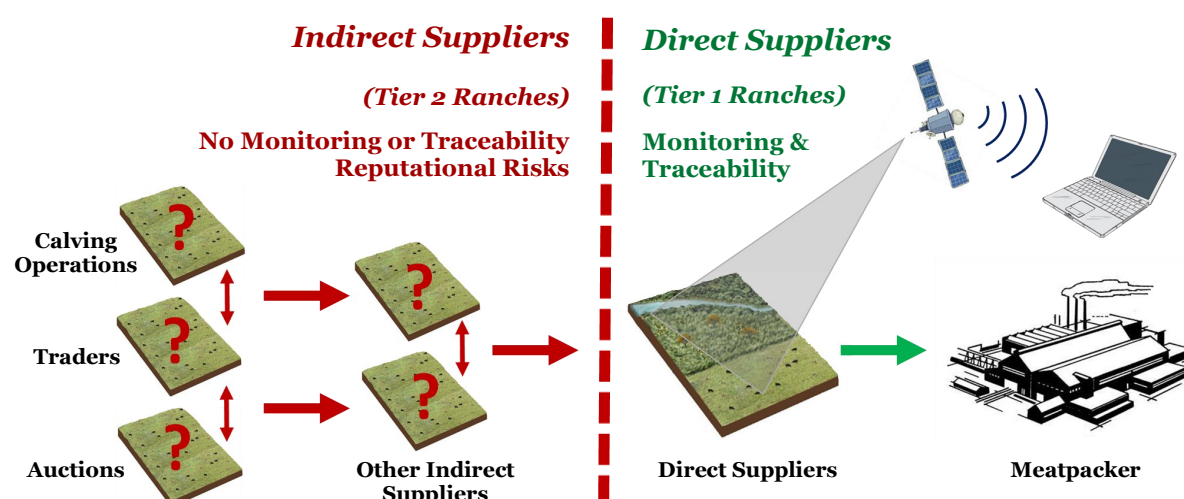 Indirect Suppliers
(Tier 2 Ranches)
No Monitoring or Traceability
Reputational Risks
Direct Suppliers
(Tier 1 Ranches)
Monitoring &
Traceability
?
Calving
Operations
?
Traders
?
Auctions
?
?
Other Indirect
Suppliers
Direct Suppliers
Meatpacker